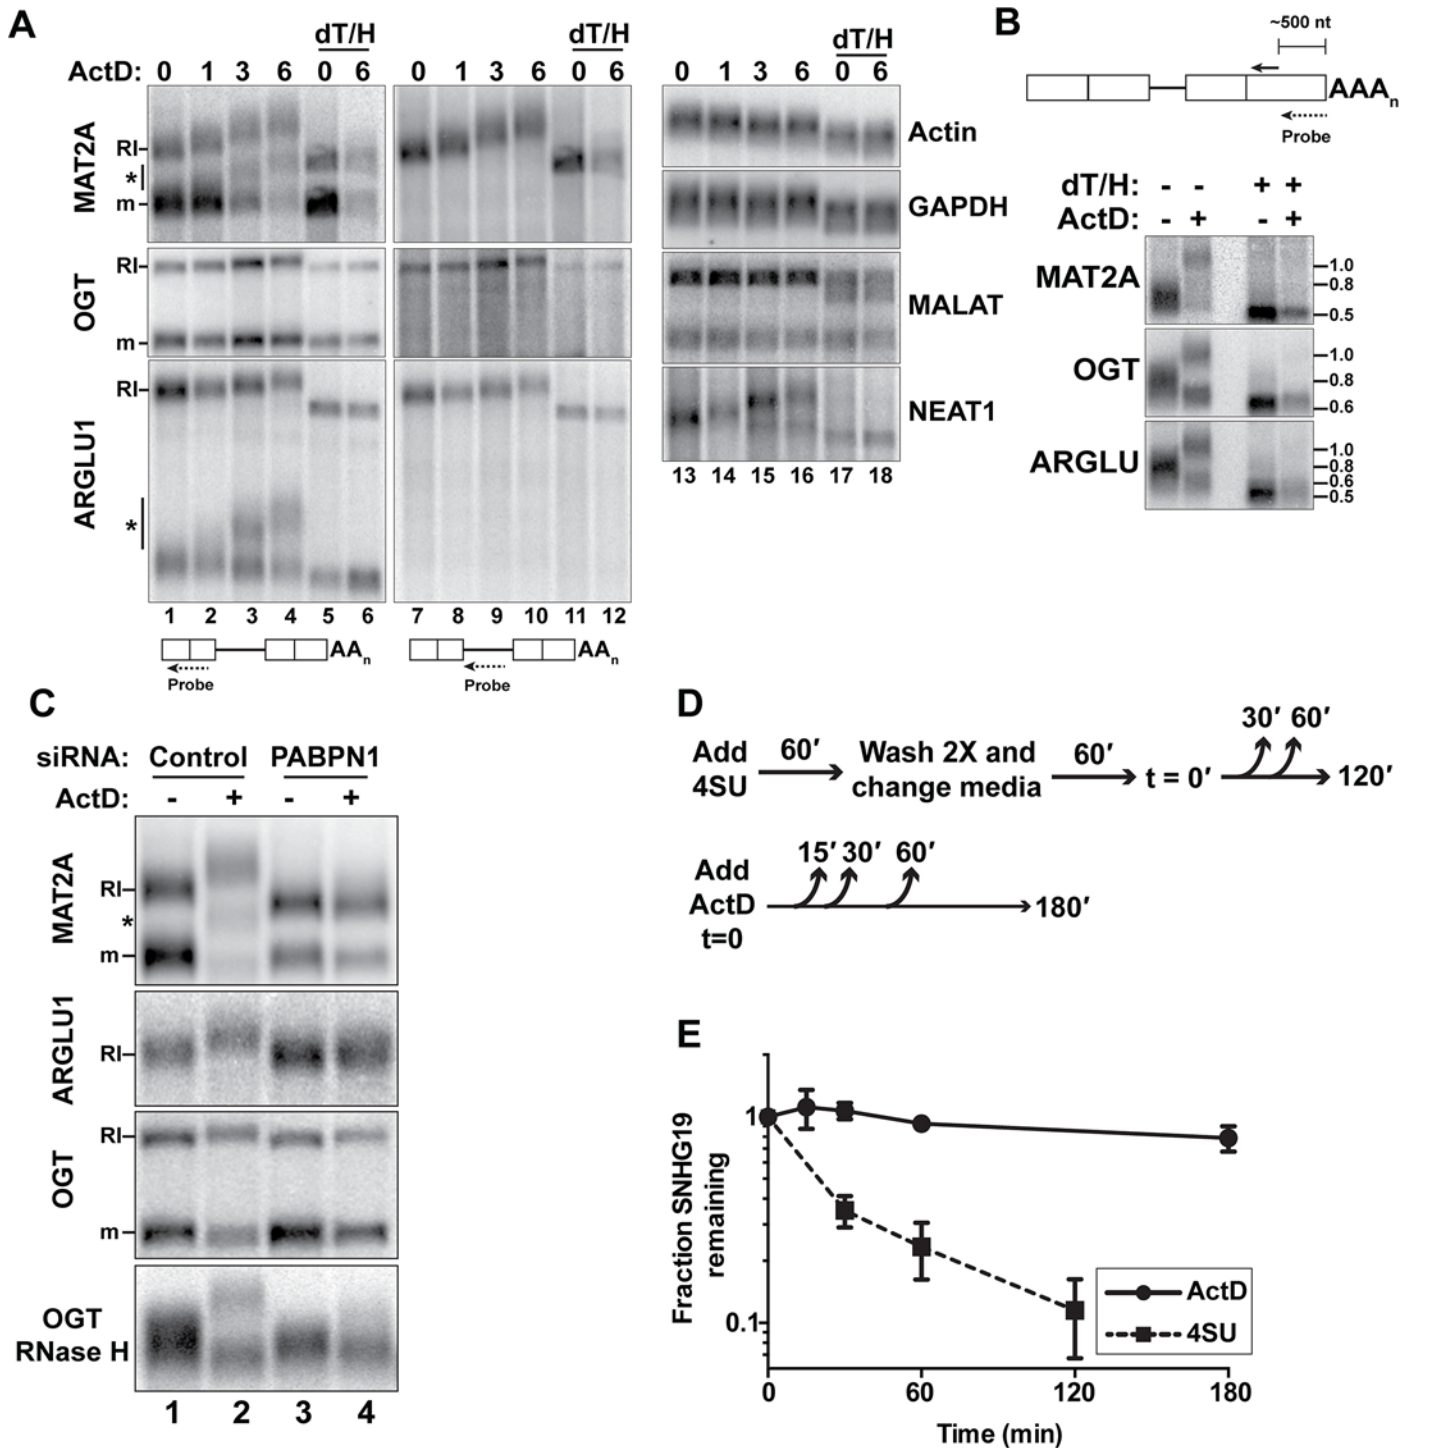 A
dT/H
dT/H
dT/H
ActD: 0 1 3 6 0 6
0 1 3 6 0 6
0 1 3 6 0 6
MAT2A
RI
*
m
OGT
RI
m
ARGLU1
RI
*
1 2 3 4 5 6
7 8 9 10 11 12
AAn
Probe
AAn
Probe
Actin
GAPDH
MALAT
NEAT1
13 14 15 16 17 18
B
~500 nt
AAAn
Probe
dT/H: - - + +
ActD: - + - +
MAT2A
1.0
0.8
0.5
OGT
1.0
0.8
0.6
ARGLU
1.0
0.8
0.6
0.5
C
siRNA: Control PABPN1
ActD: - + - +
MAT2A
RI
*
m
ARGLU1
RI
OGT
RI
m
OGT
RNase H
1 2 3 4
D
Add
4SU
60′
Wash 2X and
change media
60′
t = 0′
30′ 60′
120′
Add
ActD
t=0
15′ 30′ 60′
180′
E
Fraction SNHG19
remaining
1
0.1
0 60 120 180
Time (min)
ActD
4SU